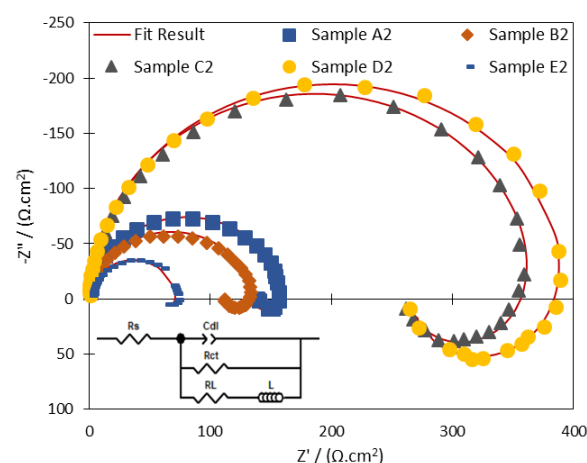 -250
Fit Result Sample A2 Sample B2
-200
Sample C2 Sample D2 Sample E2
-150
-100
-50
0
50
100
-Z" / (Ω.cm²)
0 100 200 300 400
Z' / (Ω.cm²)
Rs Cdl
Rct
RL L